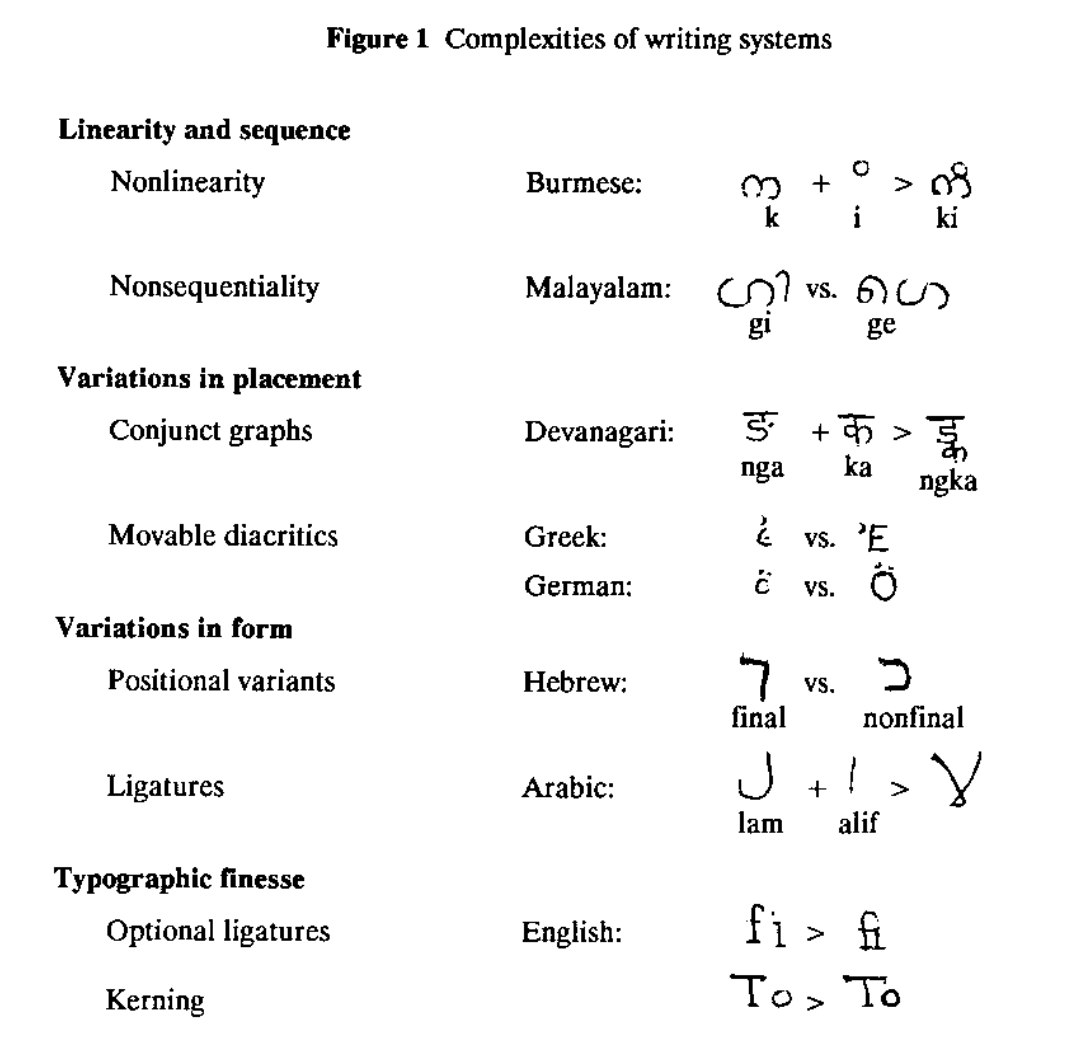 Figure 1 Complexities of writing systems
Linearity and sequence
Nonlinearity Burmese: က + ိ > ကိ
k i ki
Nonsequentiality Malayalam: ഗി vs. ഗെ
gi ge
Variations in placement
Conjunct graphs Devanagari: ङ + क > ङ्क
nga ka ngka
Movable diacritics Greek: ἐ vs. Ἐ
German: ö vs. Ö
Variations in form
Positional variants Hebrew: ך vs. כ
final nonfinal
Ligatures Arabic: ل + ا > لا
lam alif
Typographic finesse
Optional ligatures English: fi > ﬁ
Kerning To > To